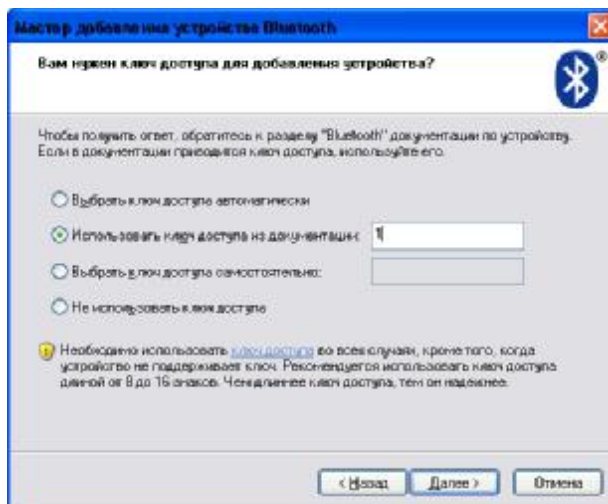 Мастер добавления устройств Bluetooth
Вам нужен ключ доступа для добавления устройства?
®
Чтобы получить ответ, обратитесь к разделу "Bluetooth" документации по устройству.
Если в документации приводится ключ доступа, используйте его.
Выбрать ключ доступа автоматически
Использовать ключ доступа из документации: 1
Выбрать ключ доступа самостоятельно:
Не использовать ключ доступа
Необходимо использовать ключ доступа во всех случаях, кроме того, когда
устройство не поддерживает ключ. Рекомендуется использовать ключ доступа
длиной от 8 до 16 знаков. Чем длиннее ключ доступа, тем он надежнее.
< Назад Далее > Отмена